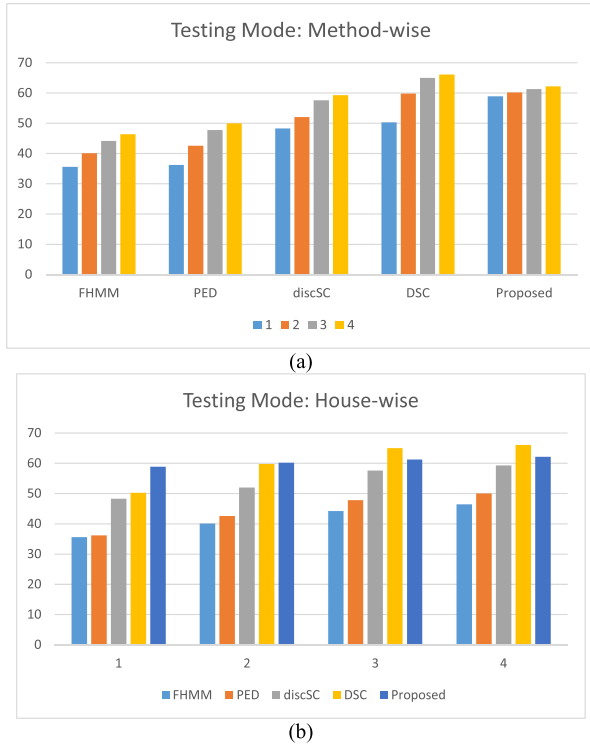 Testing Mode: Method-wise
70
60
50
40
30
20
10
0
FHMM PED discSC DSC Proposed
1 2 3 4
(a)
Testing Mode: House-wise
70
60
50
40
30
20
10
0
1 2 3 4
FHMM PED discSC DSC Proposed
(b)